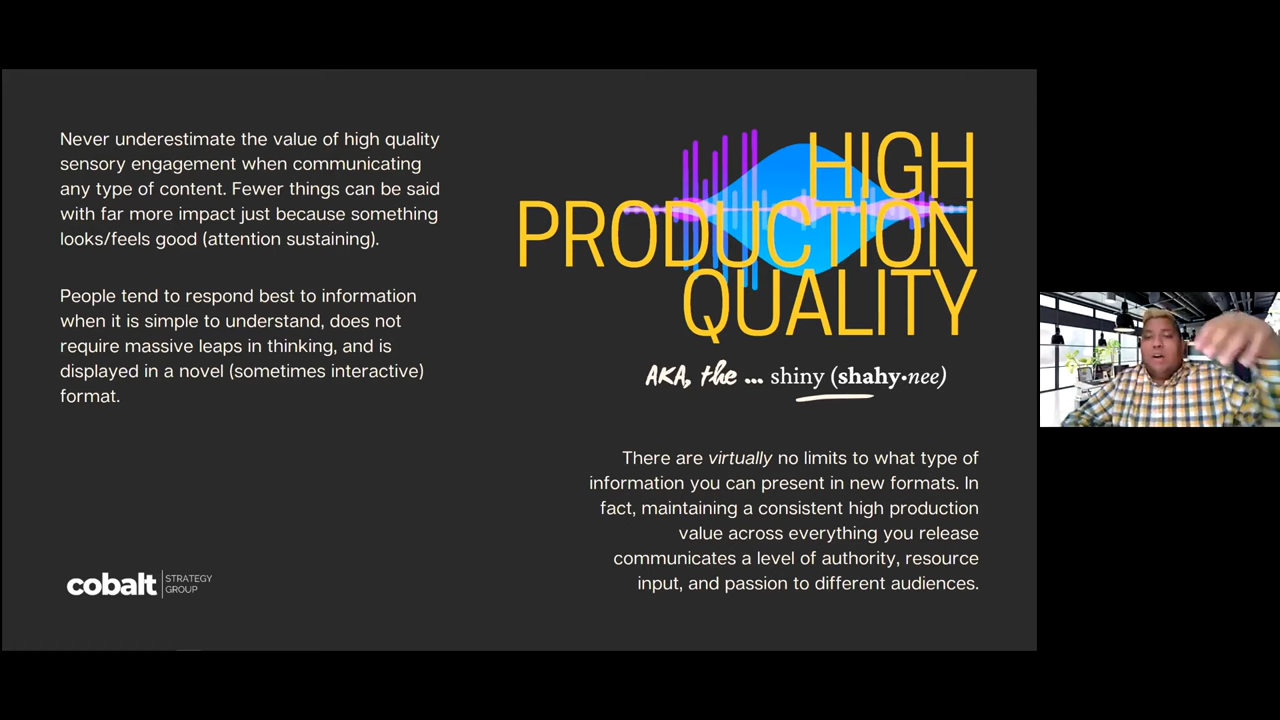 Never underestimate the value of high quality
sensory engagement when communicating
any type of content. Fewer things can be said
with far more impact just because something
looks/feels good (attention sustaining).
People tend to respond best to information
when it is simple to understand, does not
require massive leaps in thinking, and is
displayed in a novel (sometimes interactive)
format.
HIGH
PRODUCTION
QUALITY
AKA, the ... shiny (shahy•nee)
There are virtually no limits to what type of
information you can present in new formats. In
fact, maintaining a consistent high production
value across everything you release
communicates a level of authority, resource
input, and passion to different audiences.
cobalt STRATEGY
GROUP